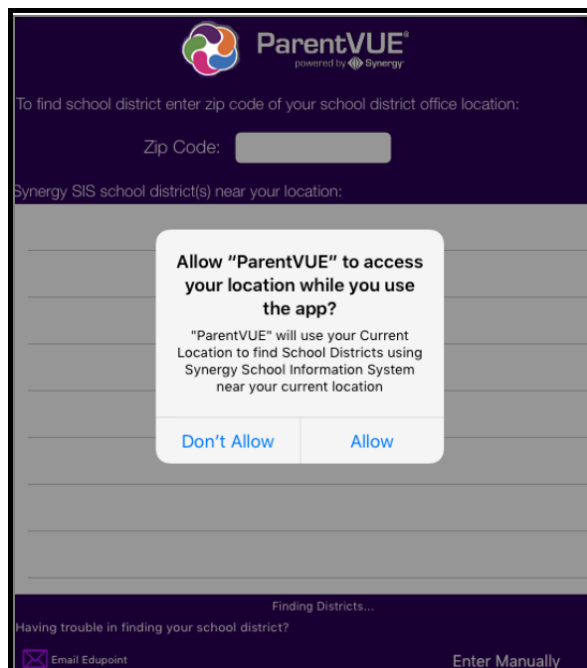 ParentVUE®
powered by Synergy®
To find school district enter zip code of your school district office location:
Zip Code:
Synergy SIS school district(s) near your location:
Allow “ParentVUE” to access
your location while you use
the app?
"ParentVUE" will use your Current
Location to find School Districts using
Synergy School Information System
near your current location
Don't Allow
Allow
Finding Districts...
Having trouble in finding your school district?
Email Edupoint
Enter Manually